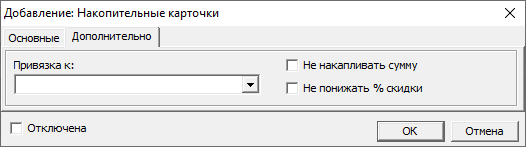 Добавление: Накопительные карточки
Основные Дополнительно
Привязка к:
Не накапливать сумму
Не понижать % скидки
Отключена
OK
Отмена